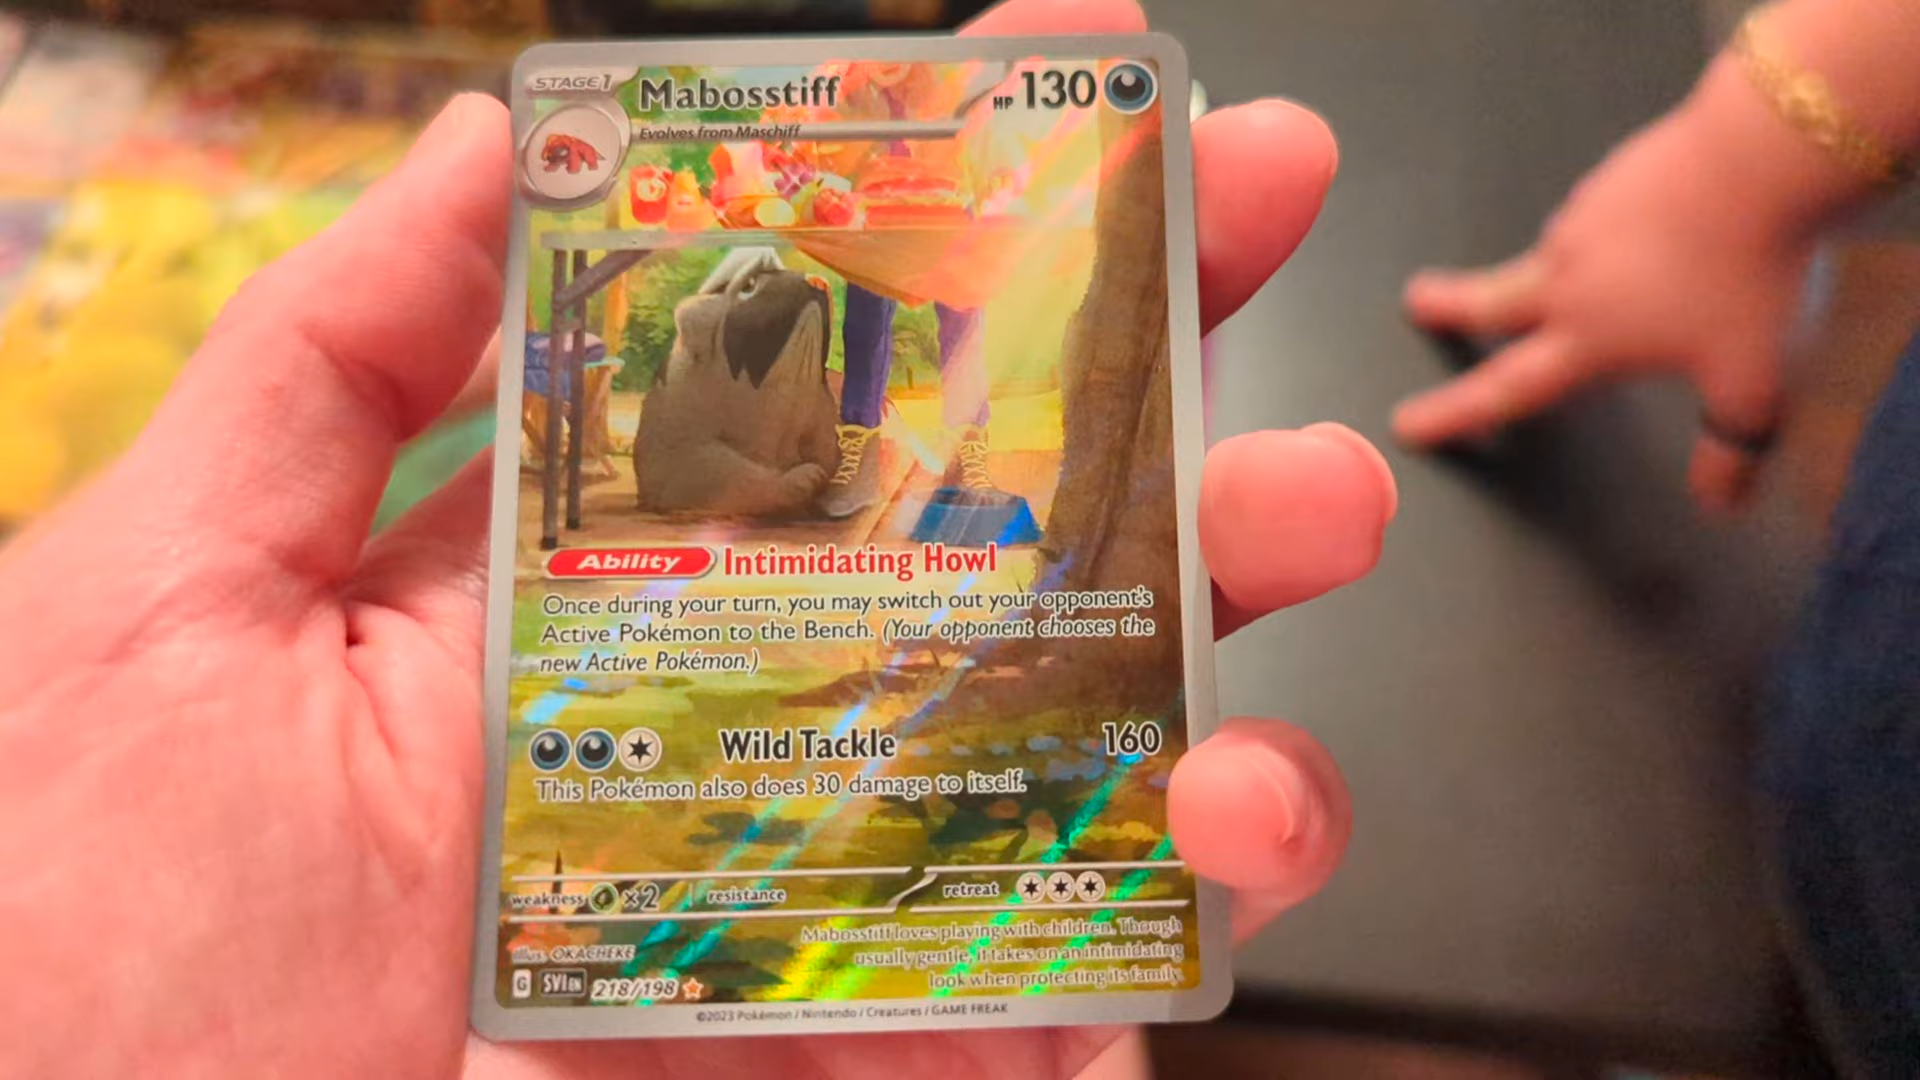 STAGE 1 Mabosstiff HP 130
Evolves from Maschiff
Ability Intimidating Howl
Once during your turn, you may switch out your opponent's
Active Pokémon to the Bench. (Your opponent chooses the
new Active Pokémon.)
Wild Tackle 160
This Pokémon also does 30 damage to itself.
weakness ×2 resistance retreat
Illus. OKACHEKE
Mabosstiff loves playing with children. Though
usually gentle, it takes on an intimidating
look when protecting its family.
G SVI EN 218/198
©2023 Pokémon / Nintendo / Creatures / GAME FREAK